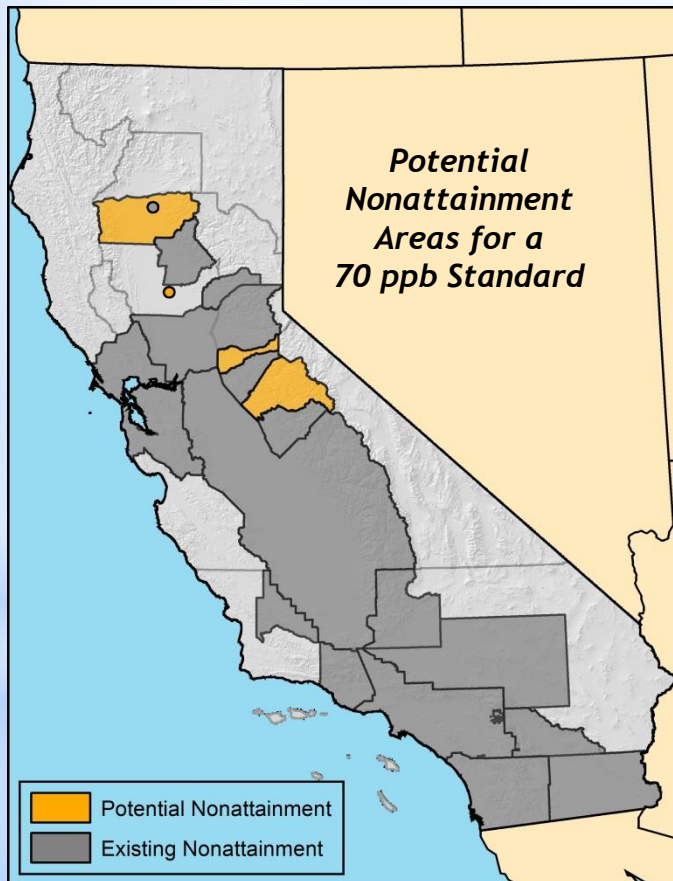 Potential
Nonattainment
Areas for a
70 ppb Standard
Potential Nonattainment
Existing Nonattainment